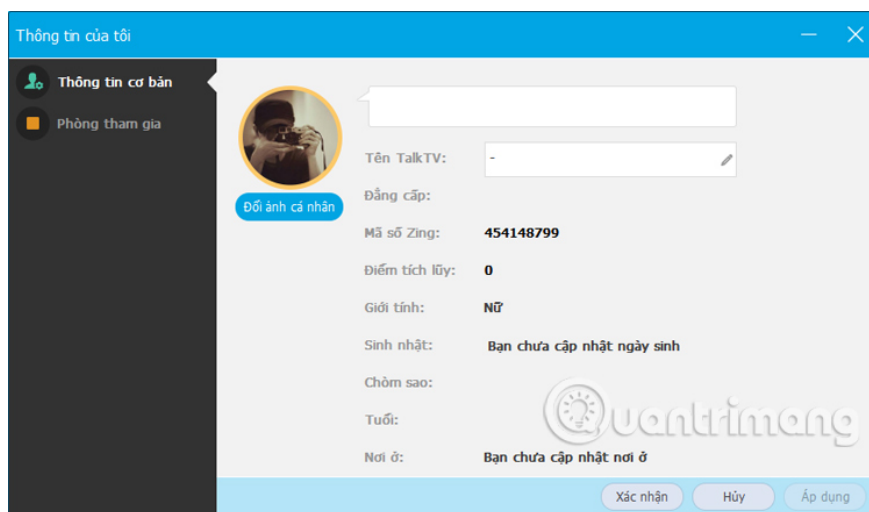 Thông tin của tôi
Thông tin cơ bản
Phòng tham gia
Đổi ảnh cá nhân
Tên TalkTV: -
Đẳng cấp:
Mã số Zing: 454148799
Điểm tích lũy: 0
Giới tính: Nữ
Sinh nhật: Bạn chưa cập nhật ngày sinh
Chòm sao:
Tuổi:
Nơi ở: Bạn chưa cập nhật nơi ở
Quantrimang
Xác nhận Hủy Áp dụng